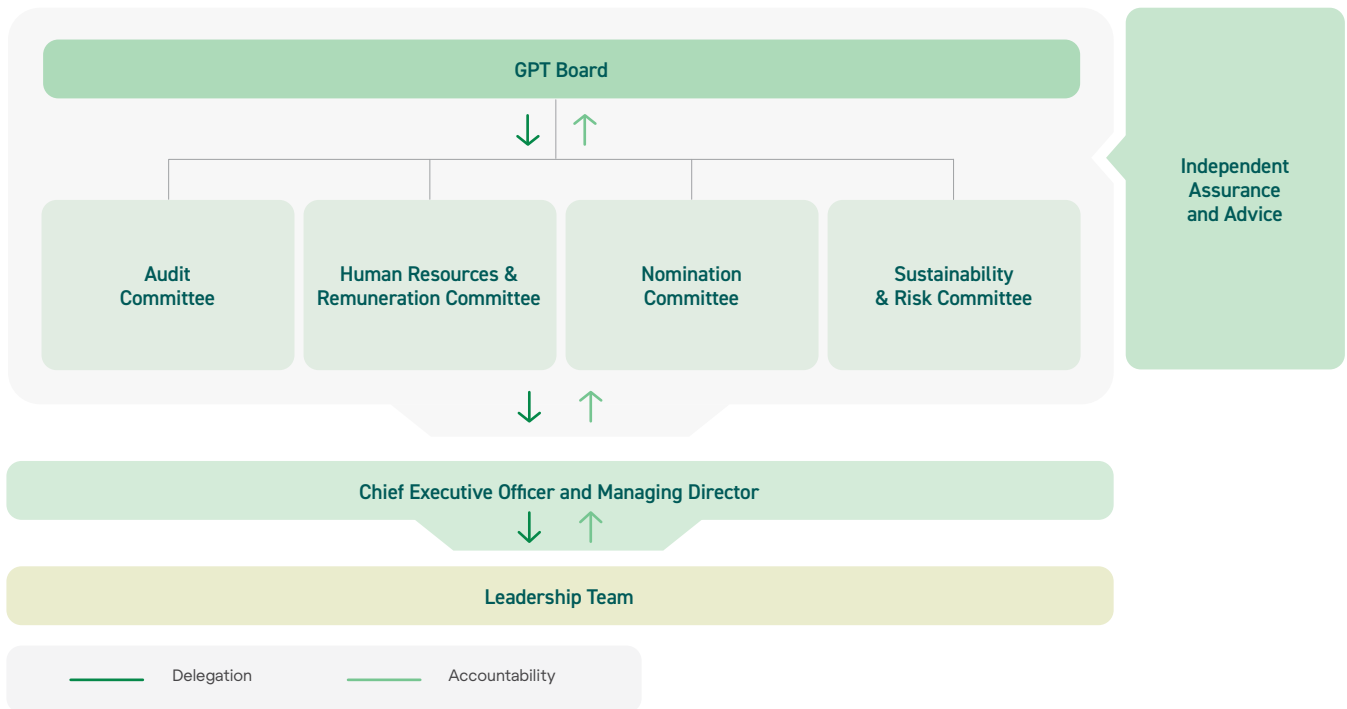 GPT Board
Independent
Assurance
and Advice
Audit
Committee
Human Resources &
Remuneration Committee
Nomination
Committee
Sustainability
& Risk Committee
Chief Executive Officer and Managing Director
Leadership Team
Delegation
Accountability